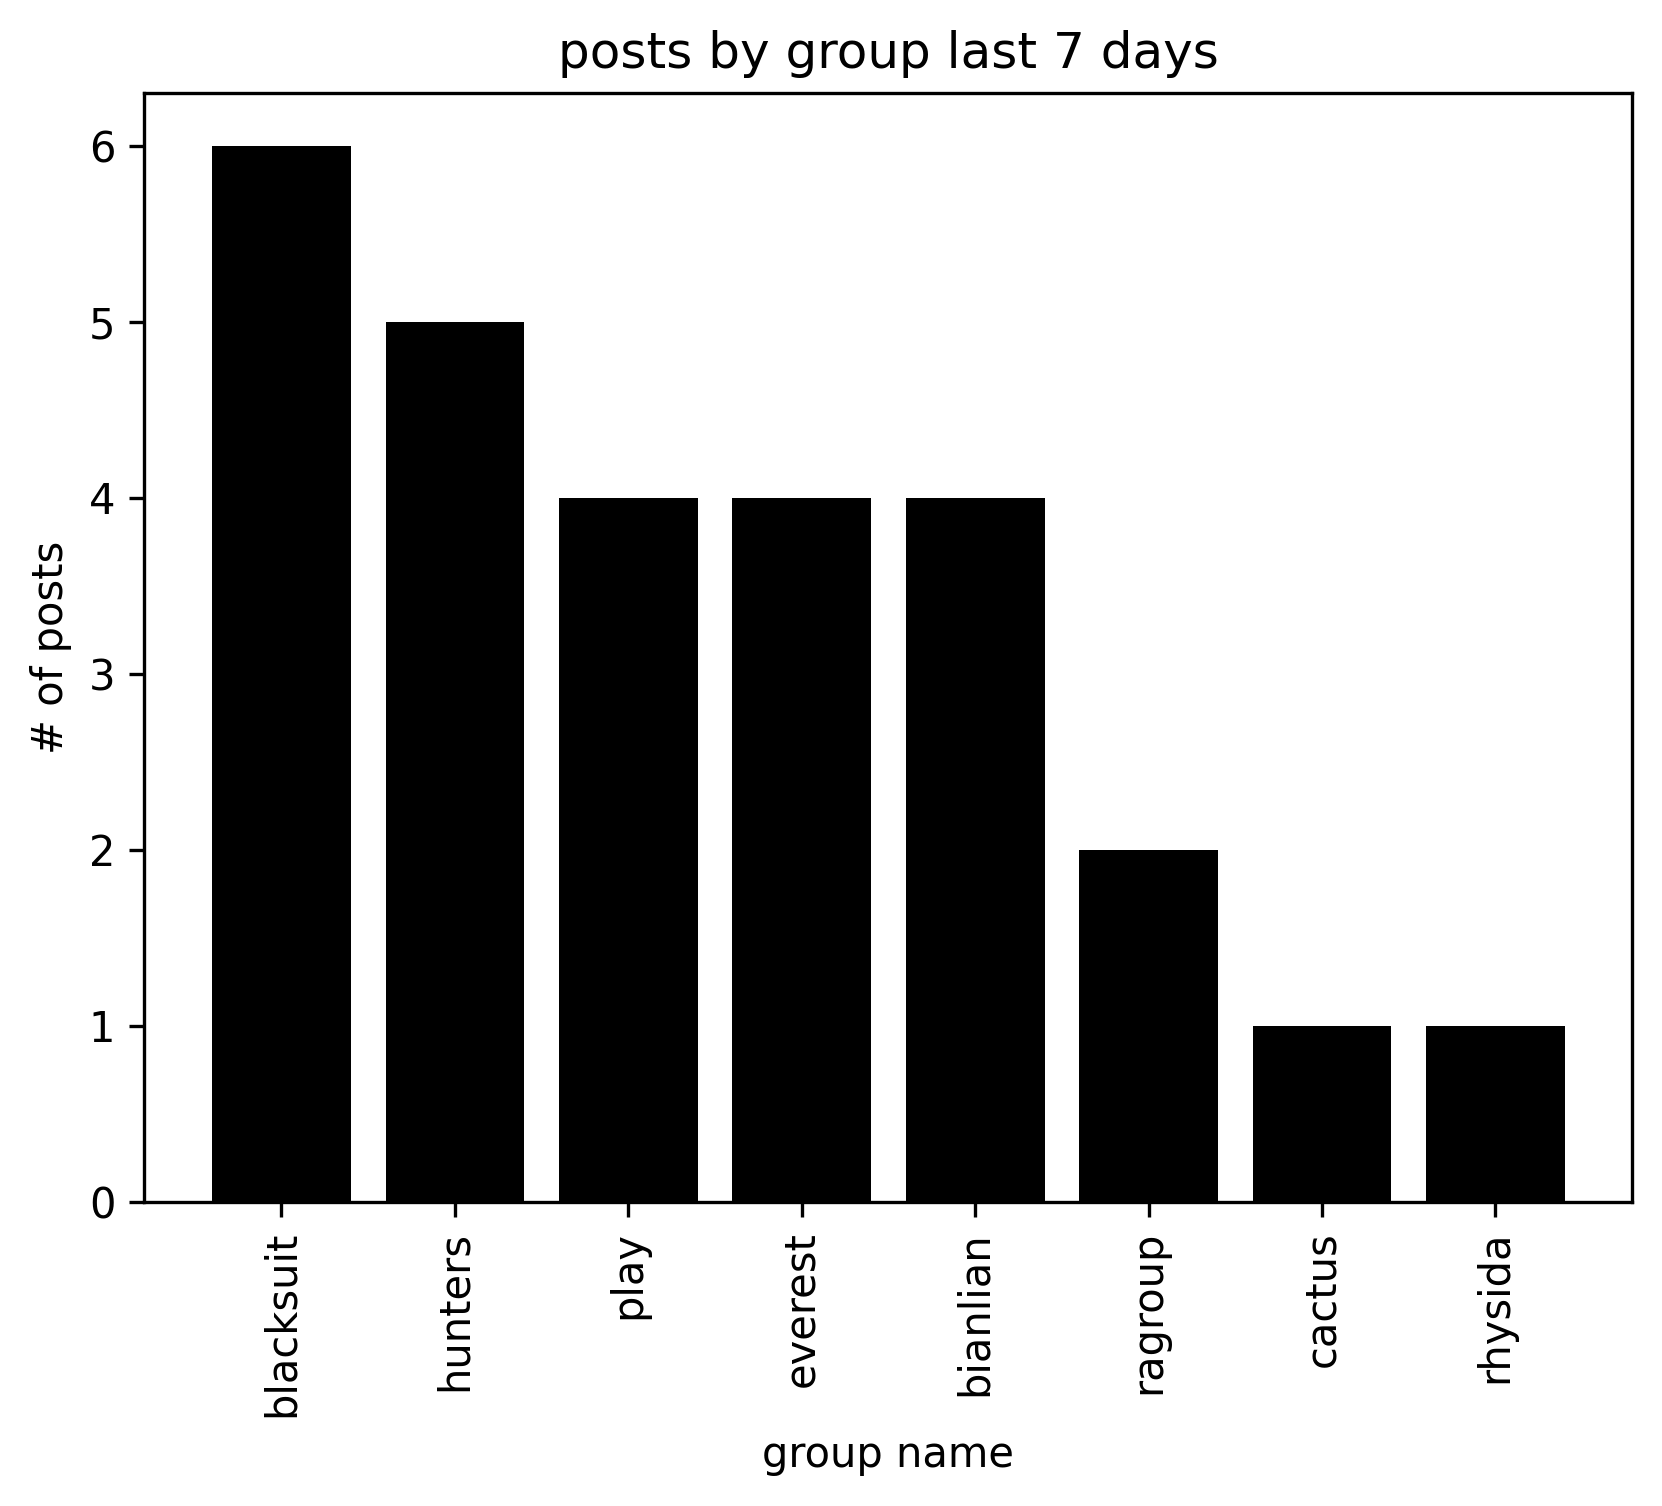 posts by group last 7 days
6
5
4
3
2
1
0
# of posts
blacksuit
hunters
play
everest
bianlian
ragroup
cactus
rhysida
group name